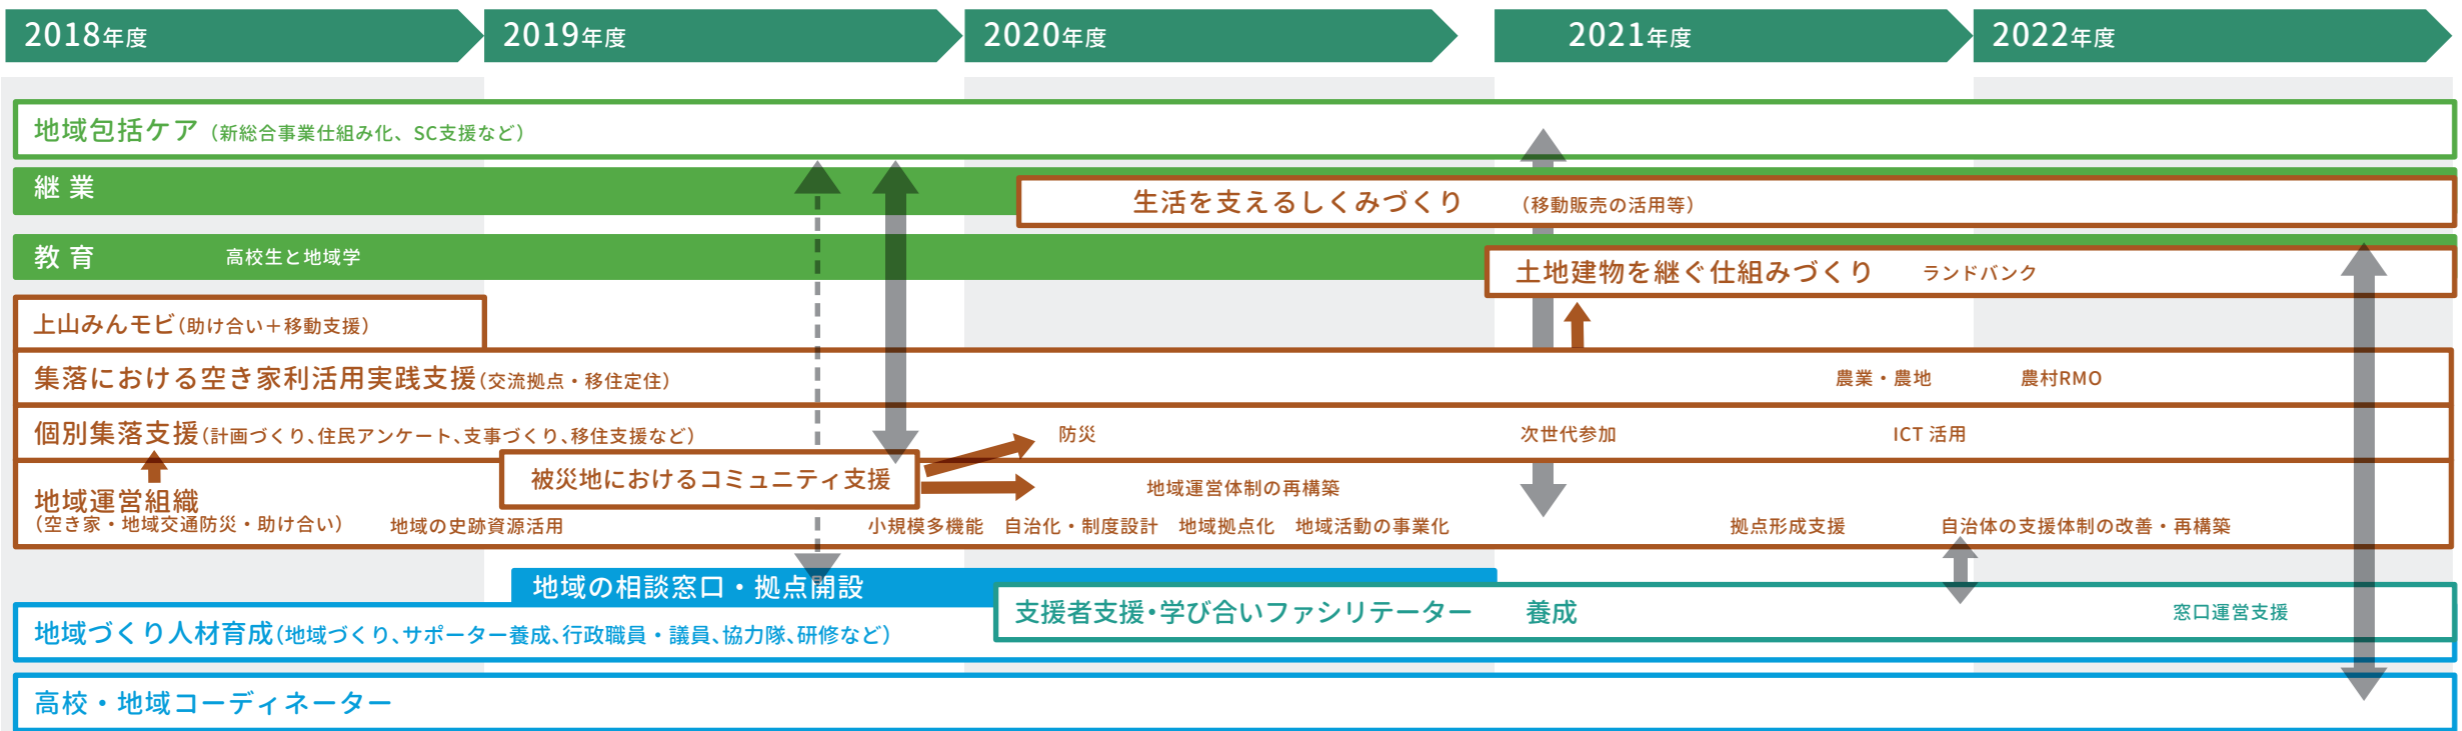 2018年度 2019年度 2020年度 2021年度 2022年度
地域包括ケア（新総合事業仕組み化、SC支援など）
継業
生活を支えるしくみづくり （移動販売の活用等）
教育 高校生と地域学
土地建物を継ぐ仕組みづくり ランドバンク
上山みんモビ（助け合い＋移動支援）
集落における空き家利活用実践支援（交流拠点・移住定住） 農業・農地 農村RMO
個別集落支援（計画づくり、住民アンケート、支事づくり、移住支援など） 防災 次世代参加 ICT 活用
被災地におけるコミュニティ支援 地域運営体制の再構築
地域運営組織
（空き家・地域交通防災・助け合い） 地域の史跡資源活用 小規模多機能 自治化・制度設計 地域拠点化 地域活動の事業化 拠点形成支援 自治体の支援体制の改善・再構築
地域の相談窓口・拠点開設
支援者支援・学び合いファシリテーター 養成 窓口運営支援
地域づくり人材育成（地域づくり、サポーター養成、行政職員・議員、協力隊、研修など）
高校・地域コーディネーター